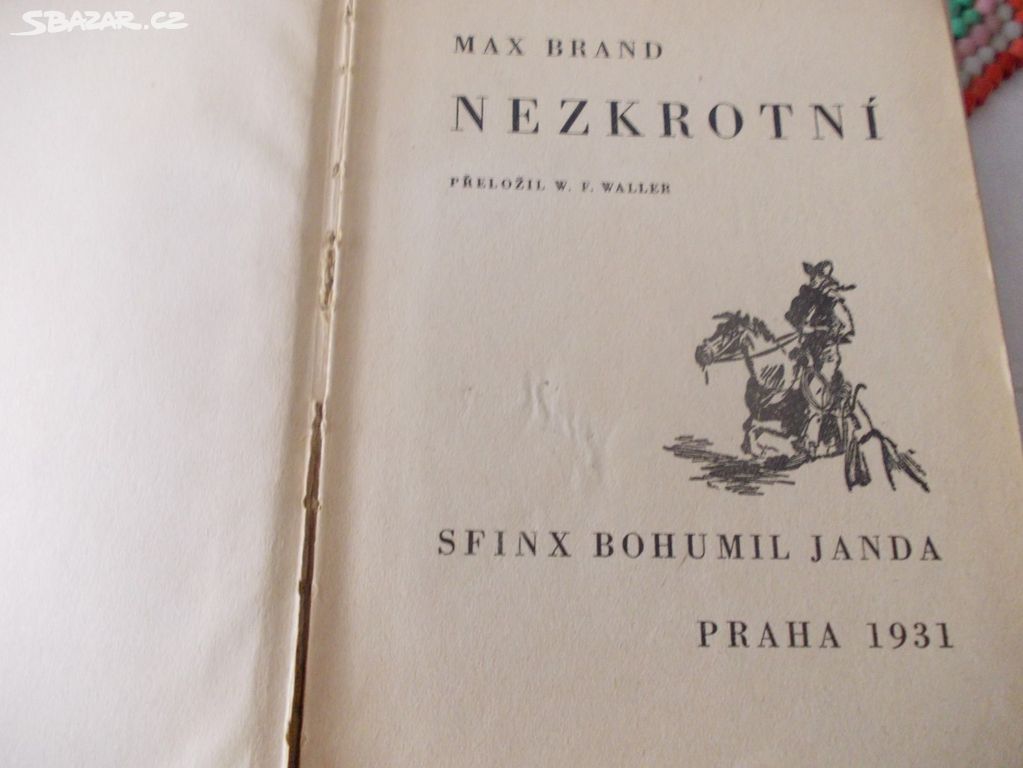 SBAZAR.CZ
MAX BRAND
NEZKROTNÍ
PŘELOŽIL W. F. WALLER
SFINX BOHUMIL JANDA
PRAHA 1931